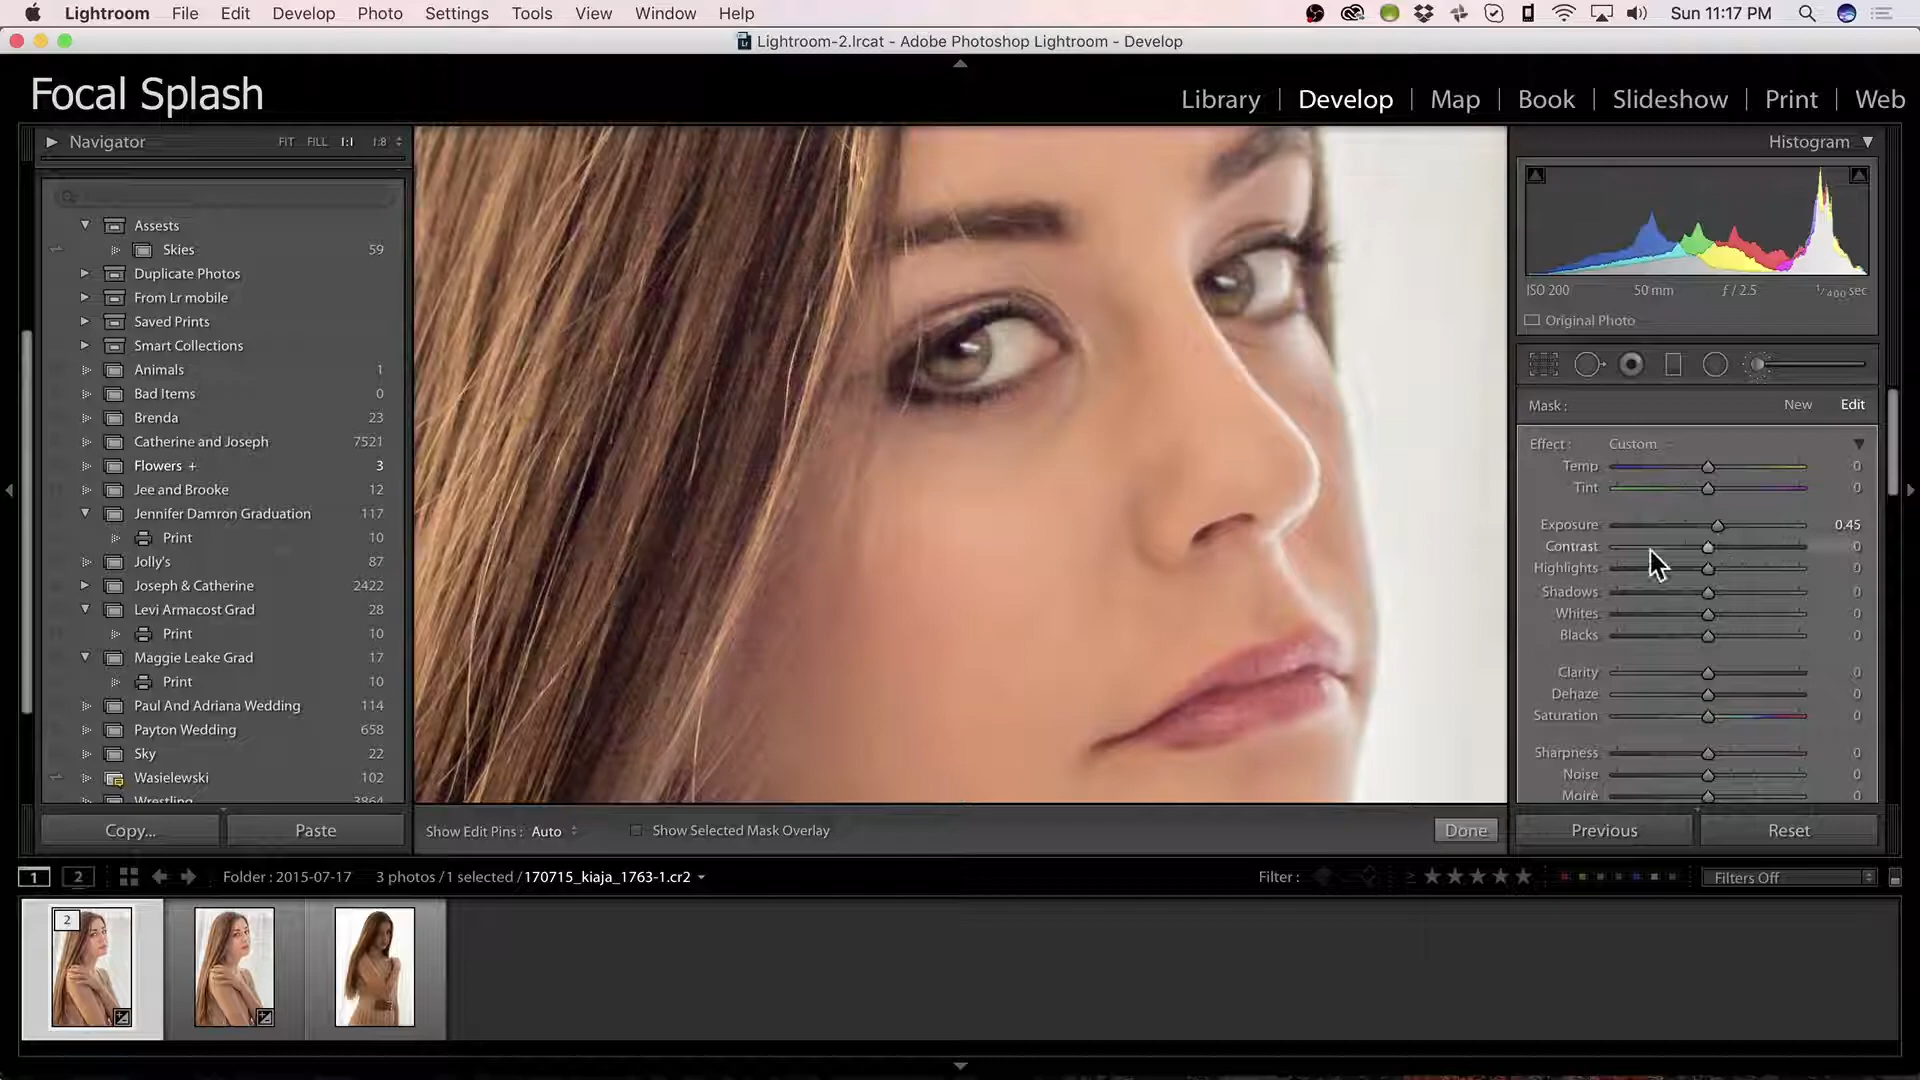 Lightroom File Edit Develop Photo Settings Tools View Window Help Sun 11:17 PM
Lightroom-2.lrcat - Adobe Photoshop Lightroom - Develop
Focal Splash
Library | Develop | Map | Book | Slideshow | Print | Web
Navigator FIT FILL 1:1 1:8
Assests
Skies 59
Duplicate Photos
From Lr mobile
Saved Prints
Smart Collections
Animals 1
Bad Items 0
Brenda 23
Catherine and Joseph 7521
Flowers + 3
Jee and Brooke 12
Jennifer Damron Graduation 117
Print 10
Jolly's 87
Joseph & Catherine 2422
Levi Armacost Grad 28
Print 10
Maggie Leake Grad 17
Print 10
Paul And Adriana Wedding 114
Payton Wedding 658
Sky 22
Wasielewski 102
Wrestling 3864
Copy... Paste
Histogram
ISO 200 50 mm ƒ / 2.5 1/400 sec
Original Photo
Mask : New Edit
Effect : Custom
Temp 0
Tint 0
Exposure 0.45
Contrast 0
Highlights 0
Shadows 0
Whites 0
Blacks 0
Clarity 0
Dehaze 0
Saturation 0
Sharpness 0
Noise 0
Moiré 0
Show Edit Pins : Auto Show Selected Mask Overlay Done
Previous Reset
1 2 Folder : 2015-07-17 3 photos / 1 selected / 170715_kiaja_1763-1.cr2 Filter : ≥ Filters Off
2